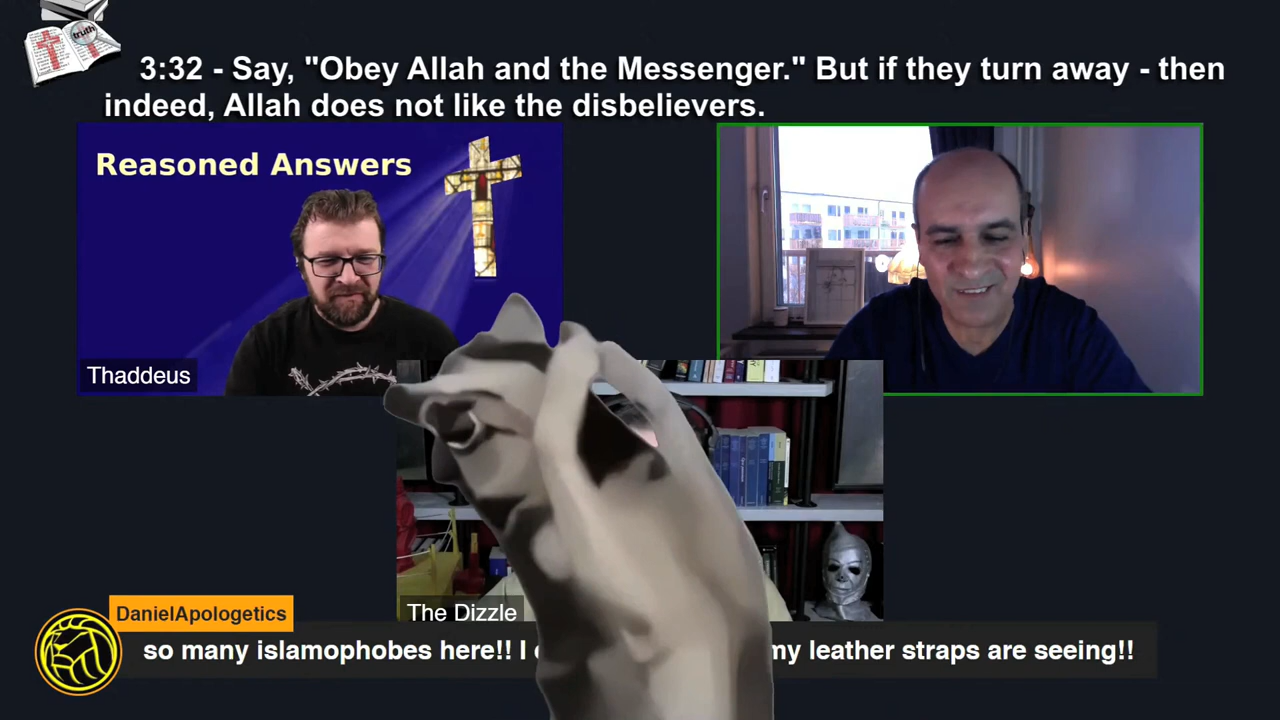 truth
3:32 - Say, "Obey Allah and the Messenger." But if they turn away - then
indeed, Allah does not like the disbelievers.
Reasoned Answers
Thaddeus
The Dizzle
DanielApologetics
so many islamophobes here!! I my leather straps are seeing!!